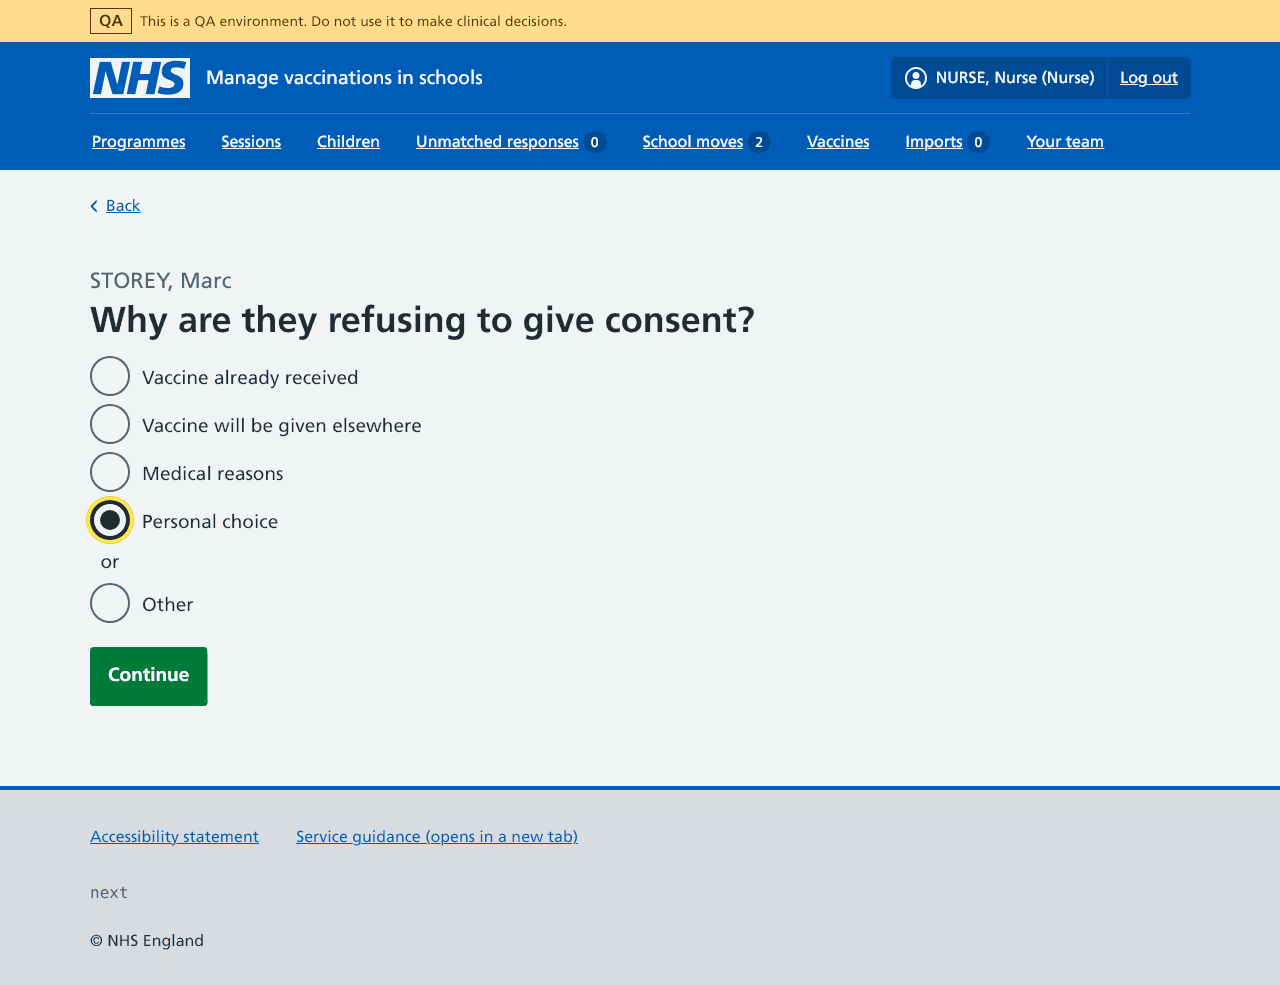 QA This is a QA environment. Do not use it to make clinical decisions.
NHS Manage vaccinations in schools NURSE, Nurse (Nurse) Log out
Programmes Sessions Children Unmatched responses 0 School moves 2 Vaccines Imports 0 Your team
Back
STOREY, Marc
Why are they refusing to give consent?
Vaccine already received
Vaccine will be given elsewhere
Medical reasons
Personal choice
or
Other
Continue
Accessibility statement Service guidance (opens in a new tab)
next
© NHS England